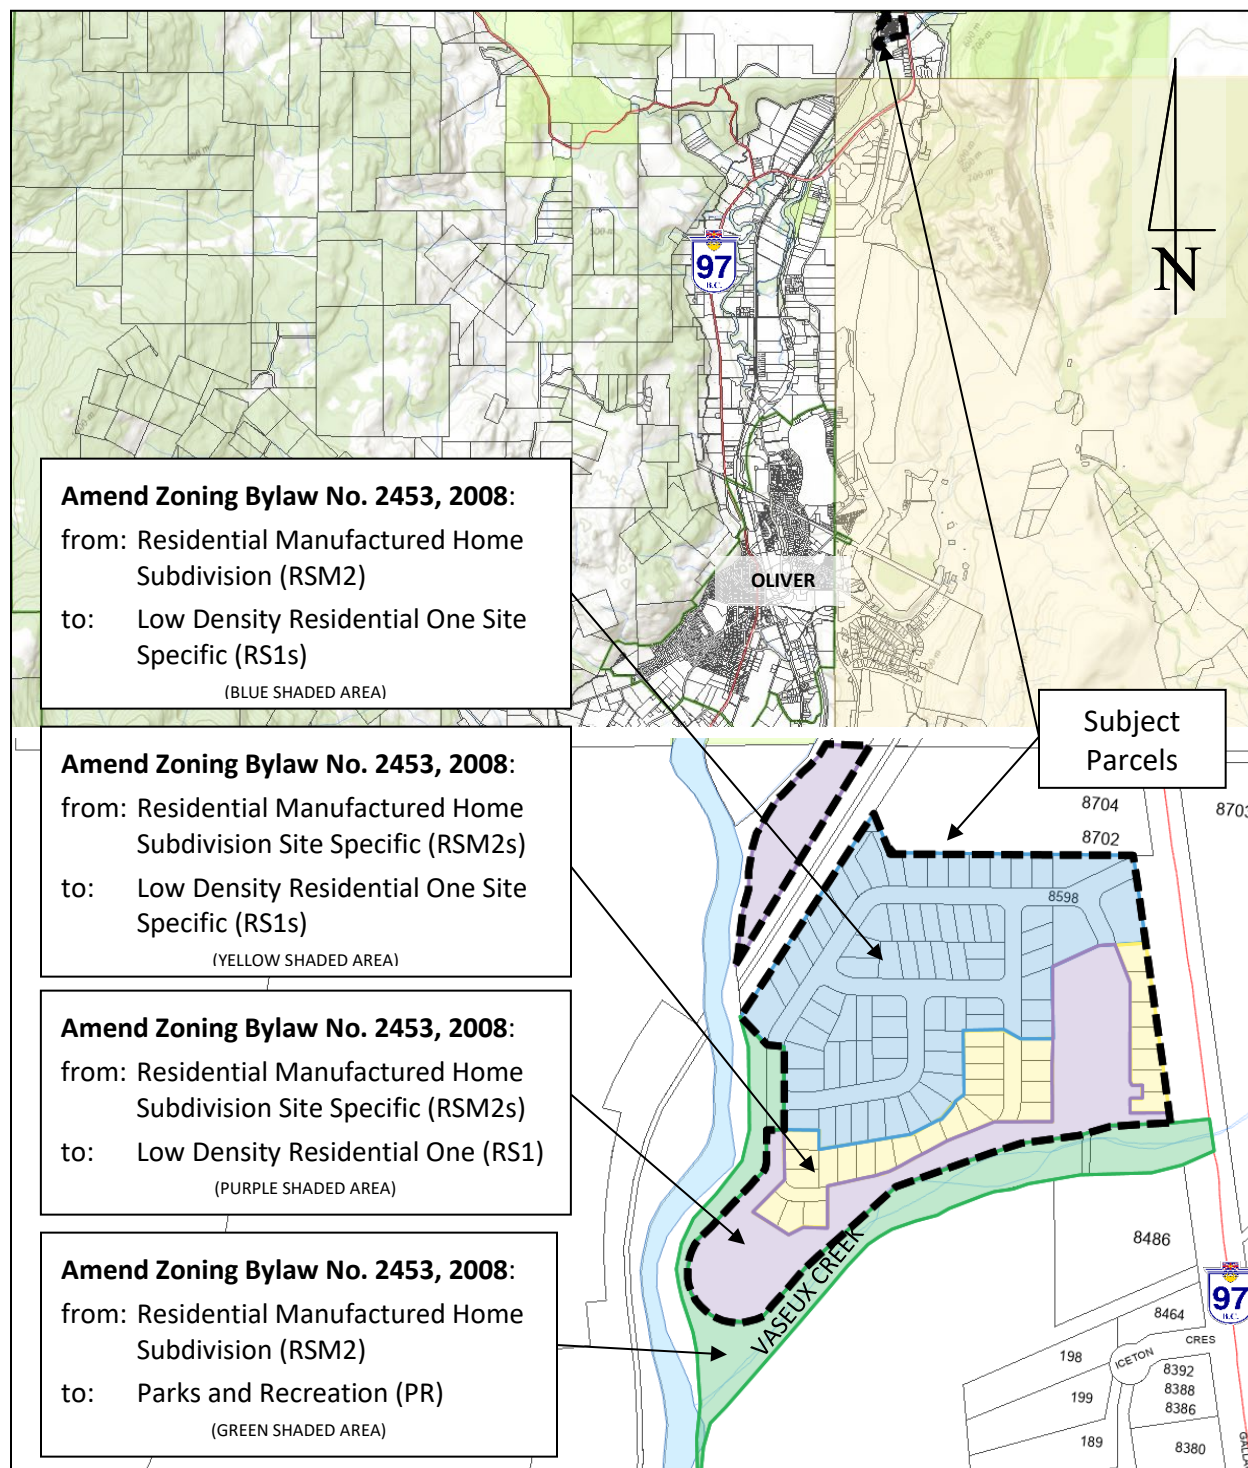 97
B.C.
N
OLIVER
Amend Zoning Bylaw No. 2453, 2008:
from: Residential Manufactured Home
Subdivision (RSM2)
to: Low Density Residential One Site
Specific (RS1s)
(BLUE SHADED AREA)
Amend Zoning Bylaw No. 2453, 2008:
from: Residential Manufactured Home
Subdivision Site Specific (RSM2s)
to: Low Density Residential One Site
Specific (RS1s)
(YELLOW SHADED AREA)
Amend Zoning Bylaw No. 2453, 2008:
from: Residential Manufactured Home
Subdivision Site Specific (RSM2s)
to: Low Density Residential One (RS1)
(PURPLE SHADED AREA)
Amend Zoning Bylaw No. 2453, 2008:
from: Residential Manufactured Home
Subdivision (RSM2)
to: Parks and Recreation (PR)
(GREEN SHADED AREA)
Subject
Parcels
8704
8703
8702
8598
VASEUX CREEK
8486
97
B.C.
8464
CRES
ICETON
198
8392
8388
199
8386
189
8380